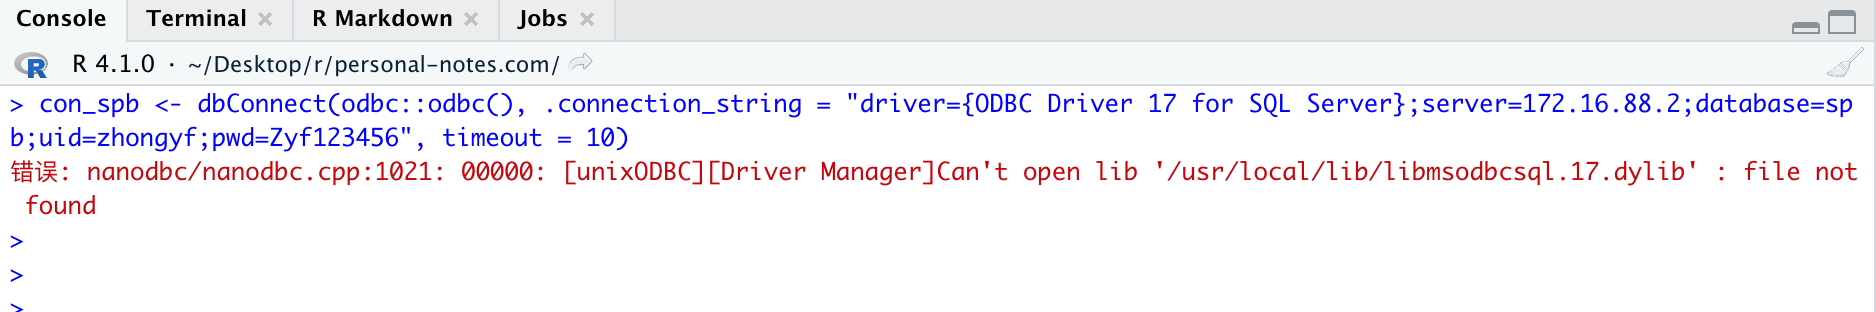 Console Terminal × R Markdown × Jobs ×
R R 4.1.0 · ~/Desktop/r/personal-notes.com/
> con_spb <- dbConnect(odbc::odbc(), .connection_string = "driver={ODBC Driver 17 for SQL Server};server=172.16.88.2;database=sp
b;uid=zhongyf;pwd=Zyf123456", timeout = 10)
错误: nanodbc/nanodbc.cpp:1021: 00000: [unixODBC][Driver Manager]Can't open lib '/usr/local/lib/libmsodbcsql.17.dylib' : file not
found
>
>
>